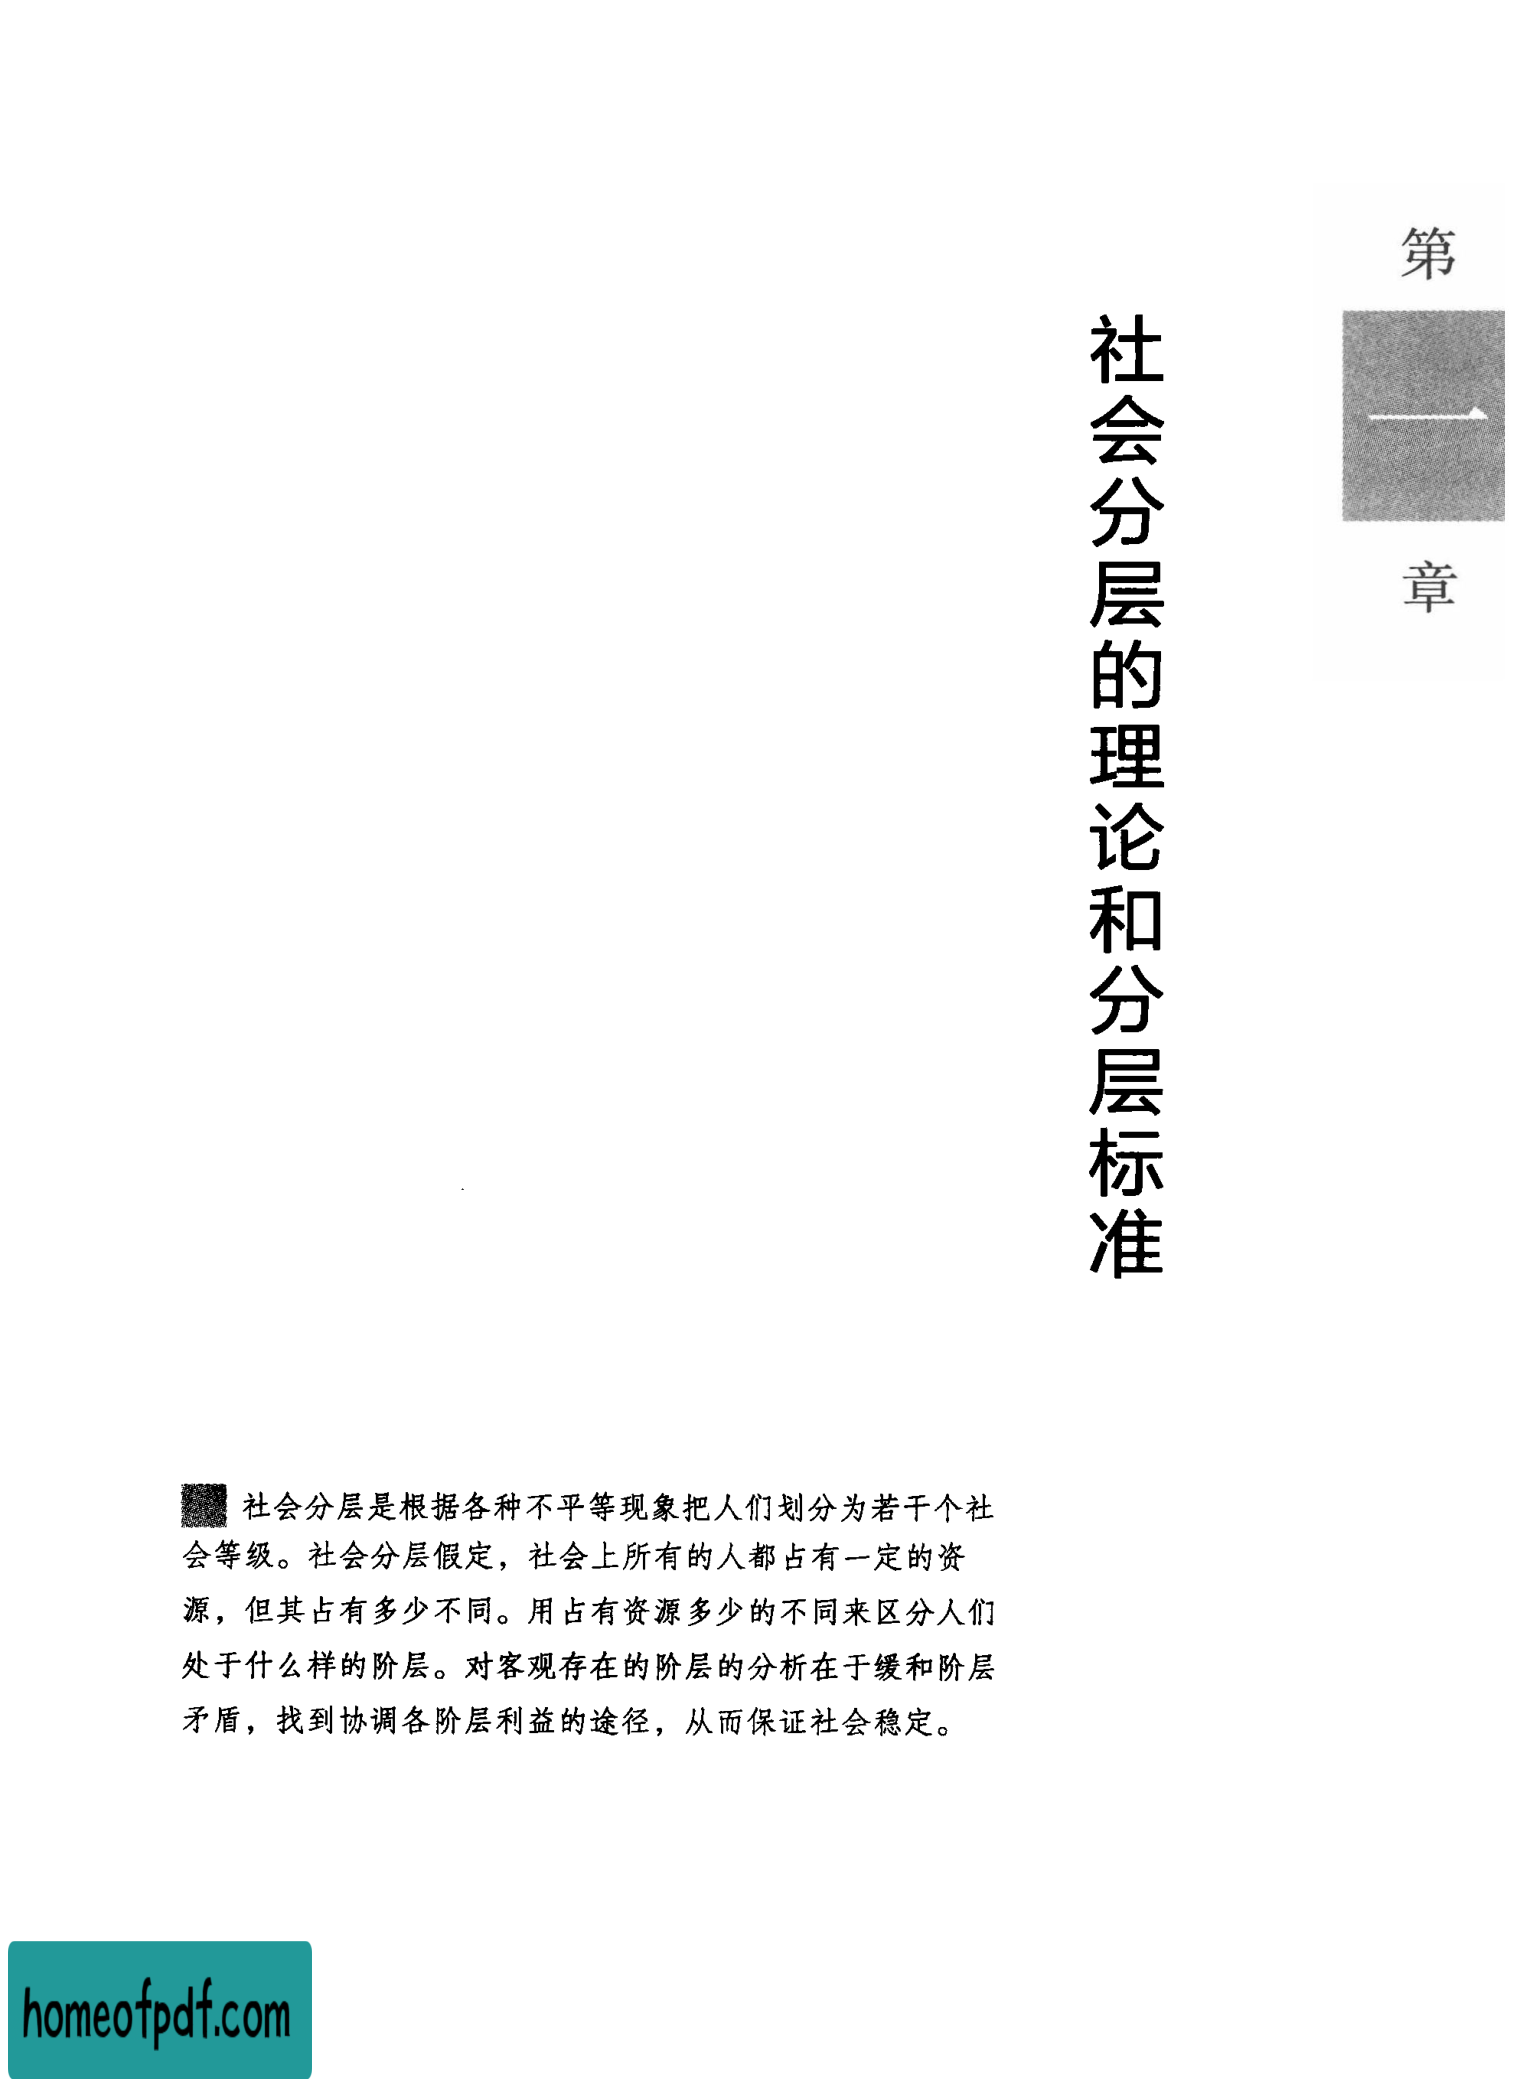 第
一
章
社会分层的理论和分层标准
社会分层是根据各种不平等现象把人们划分为若干个社
会等级。社会分层假定，社会上所有的人都占有一定的资
源，但其占有多少不同。用占有资源多少的不同来区分人们
处于什么样的阶层。对客观存在的阶层的分析在于缓和阶层
矛盾，找到协调各阶层利益的途径，从而保证社会稳定。
homeofpdf.com